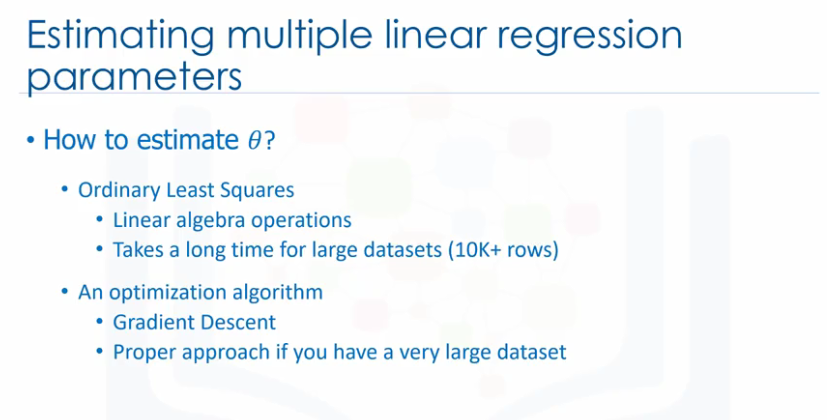 Estimating multiple linear regression
parameters
• How to estimate θ?
• Ordinary Least Squares
• Linear algebra operations
• Takes a long time for large datasets (10K+ rows)
• An optimization algorithm
• Gradient Descent
• Proper approach if you have a very large dataset